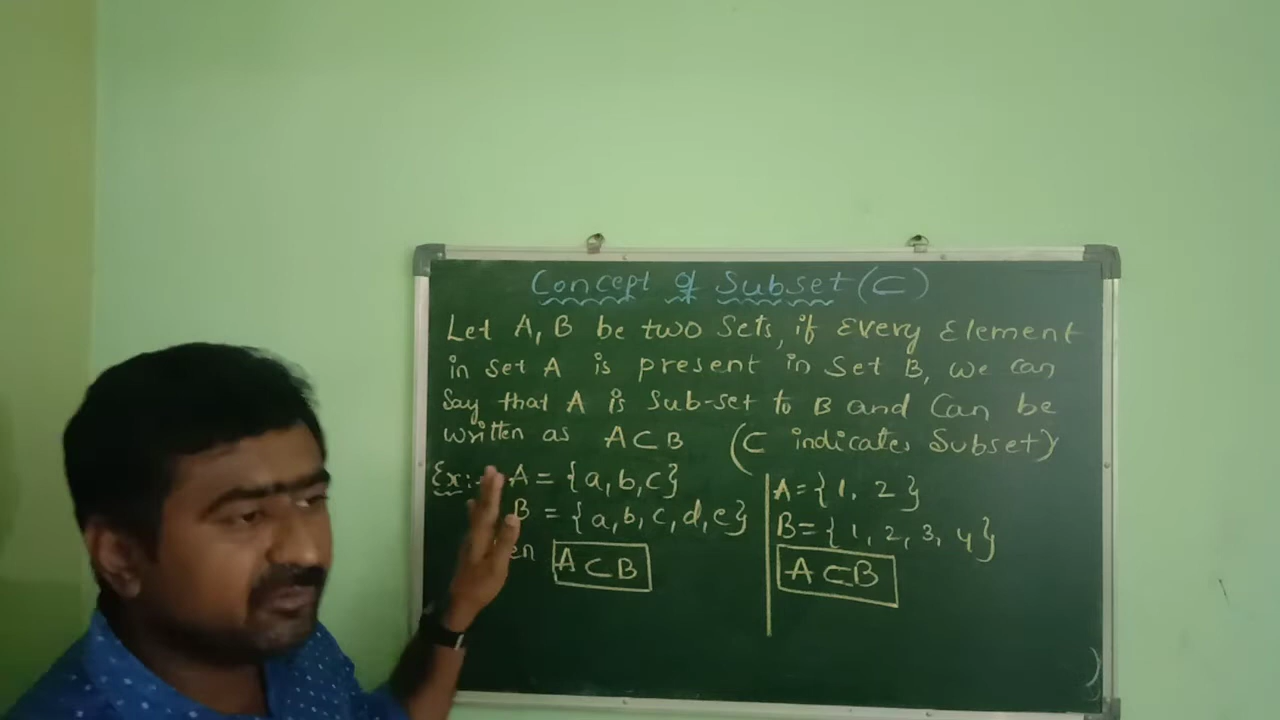 Concept of Subset (⊂)
Let A, B be two Sets, if Every Element
in set A is present in Set B, we can
Say that A is Sub-set to B and Can be
written as A⊂B (⊂ indicates Subset)
Ex:- A = {a, b, c}
B = {a, b, c, d, e}
A⊂B
A = {1, 2}
B = {1, 2, 3, 4}
A⊂B